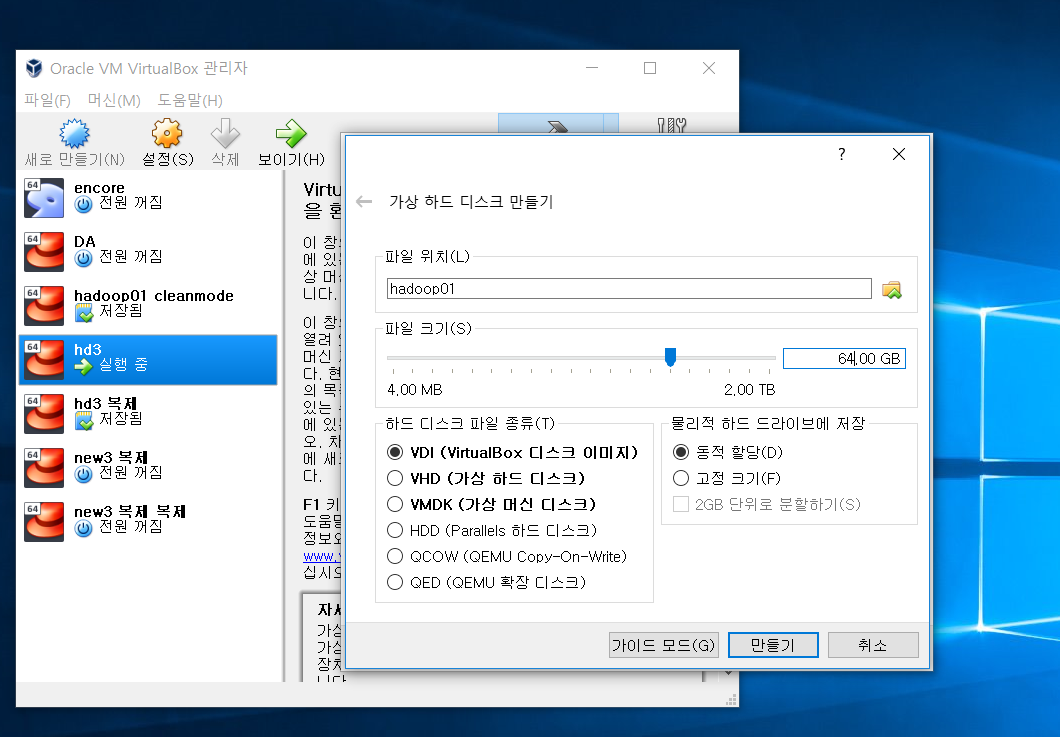 Oracle VM VirtualBox 관리자
파일(F) 머신(M) 도움말(H)
새로 만들기(N) 설정(S) 삭제 보이기(H)
64 encore
전원 꺼짐
64 DA
전원 꺼짐
64 hadoop01 cleanmode
저장됨
64 hd3
실행 중
64 hd3 복제
저장됨
64 new3 복제
전원 꺼짐
64 new3 복제 복제
전원 꺼짐
을
이 창
에 있
상 머
니다.
이 창
열려
머신
다. 현
의 목
있는
에 있
오. 차
에 새
다.
F1 키
도움말
정보와
www.
십시오
가상
가상
장치
? 
가상 하드 디스크 만들기
파일 위치(L)
hadoop01
파일 크기(S)
64.00 GB
4.00 MB 2.00 TB
하드 디스크 파일 종류(T)
VDI (VirtualBox 디스크 이미지)
VHD (가상 하드 디스크)
VMDK (가상 머신 디스크)
HDD (Parallels 하드 디스크)
QCOW (QEMU Copy-On-Write)
QED (QEMU 확장 디스크)
물리적 하드 드라이브에 저장
동적 할당(D)
고정 크기(F)
2GB 단위로 분할하기(S)
가이드 모드(G) 만들기 취소